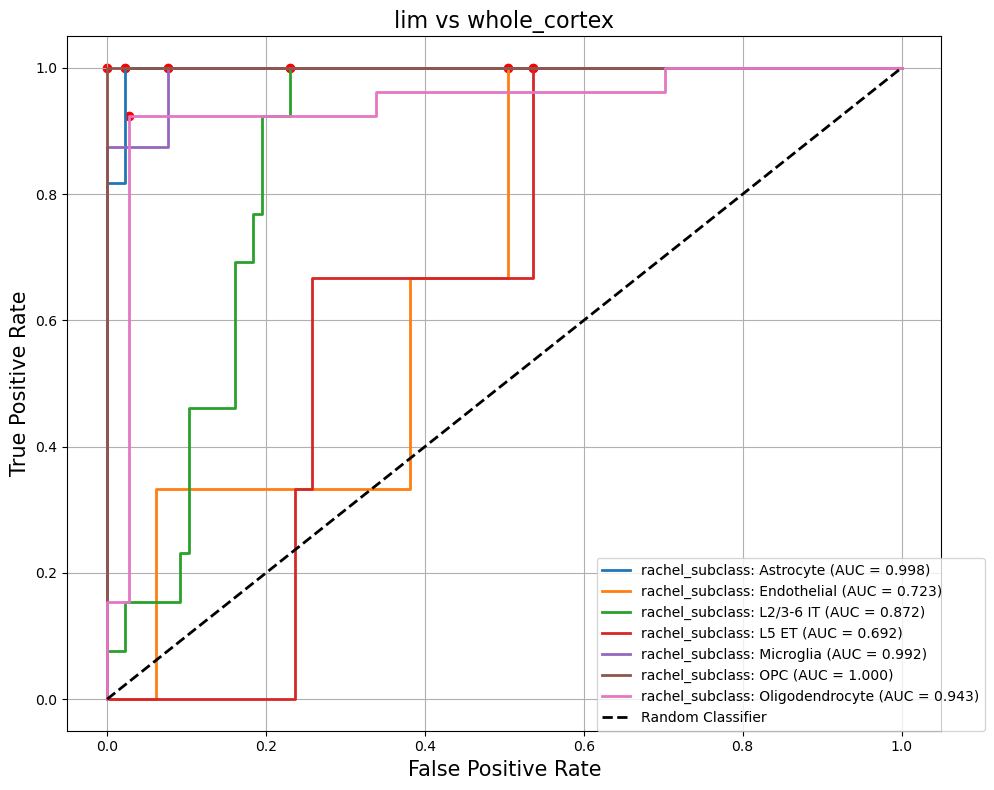 lim vs whole_cortex
True Positive Rate
1.0
0.8
0.6
0.4
0.2
0.0
rachel_subclass: Astrocyte (AUC = 0.998)
rachel_subclass: Endothelial (AUC = 0.723)
rachel_subclass: L2/3-6 IT (AUC = 0.872)
rachel_subclass: L5 ET (AUC = 0.692)
rachel_subclass: Microglia (AUC = 0.992)
rachel_subclass: OPC (AUC = 1.000)
rachel_subclass: Oligodendrocyte (AUC = 0.943)
Random Classifier
0.0 0.2 0.4 0.6 0.8 1.0
False Positive Rate